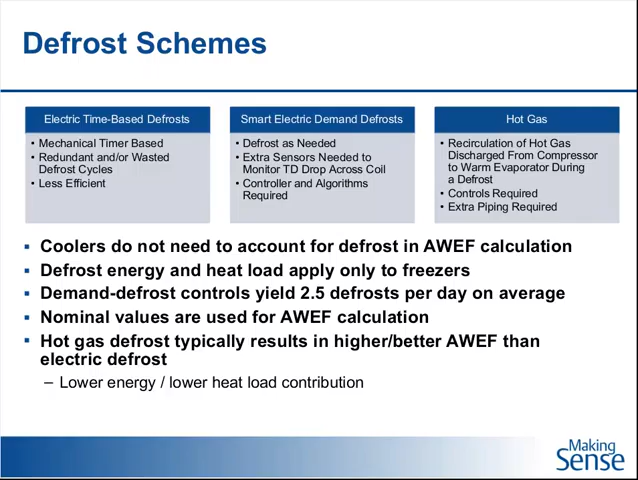 Defrost Schemes
Electric Time-Based Defrosts
• Mechanical Timer Based
• Redundant and/or Wasted
Defrost Cycles
• Less Efficient
Smart Electric Demand Defrosts
• Defrost as Needed
• Extra Sensors Needed to
Monitor TD Drop Across Coil
• Controller and Algorithms
Required
Hot Gas
• Recirculation of Hot Gas
Discharged From Compressor
to Warm Evaporator During
a Defrost
• Controls Required
• Extra Piping Required
▪ Coolers do not need to account for defrost in AWEF calculation
▪ Defrost energy and heat load apply only to freezers
▪ Demand-defrost controls yield 2.5 defrosts per day on average
▪ Nominal values are used for AWEF calculation
▪ Hot gas defrost typically results in higher/better AWEF than
electric defrost
– Lower energy / lower heat load contribution
Making
Sense